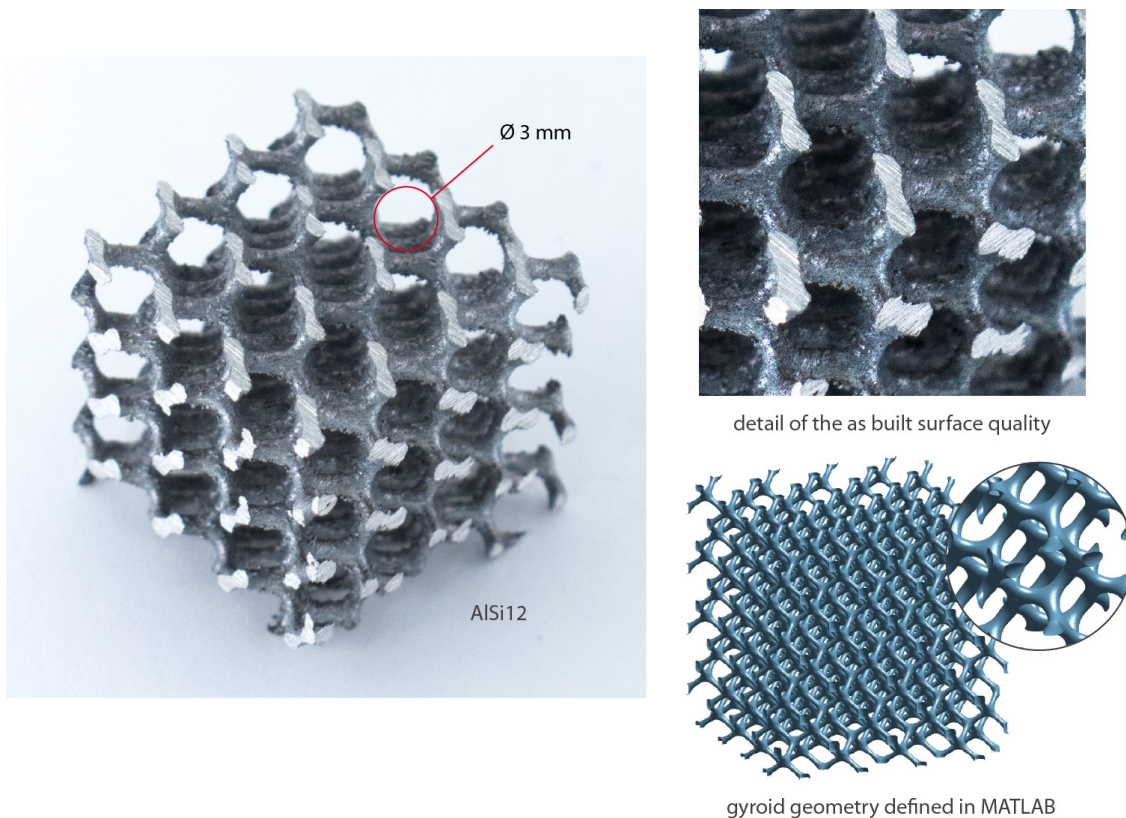 Ø 3 mm
AlSi12
detail of the as built surface quality
gyroid geometry defined in MATLAB